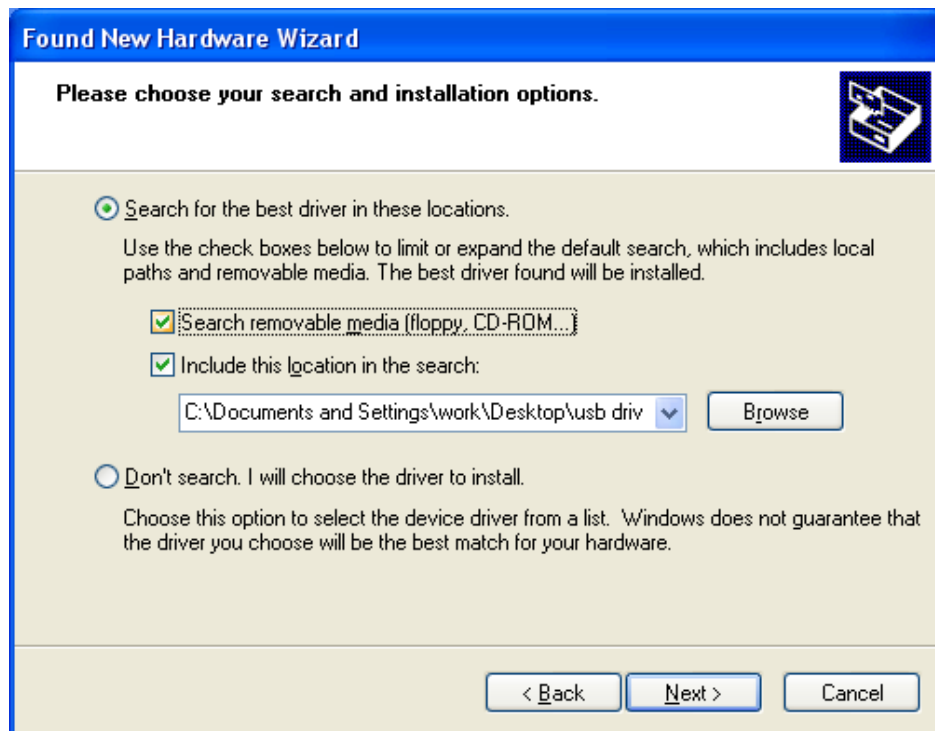 Found New Hardware Wizard
Please choose your search and installation options.
Search for the best driver in these locations.
Use the check boxes below to limit or expand the default search, which includes local
paths and removable media. The best driver found will be installed.
Search removable media (floppy, CD-ROM...)
Include this location in the search:
C:\Documents and Settings\work\Desktop\usb driv
Browse
Don't search. I will choose the driver to install.
Choose this option to select the device driver from a list. Windows does not guarantee that
the driver you choose will be the best match for your hardware.
< Back Next > Cancel